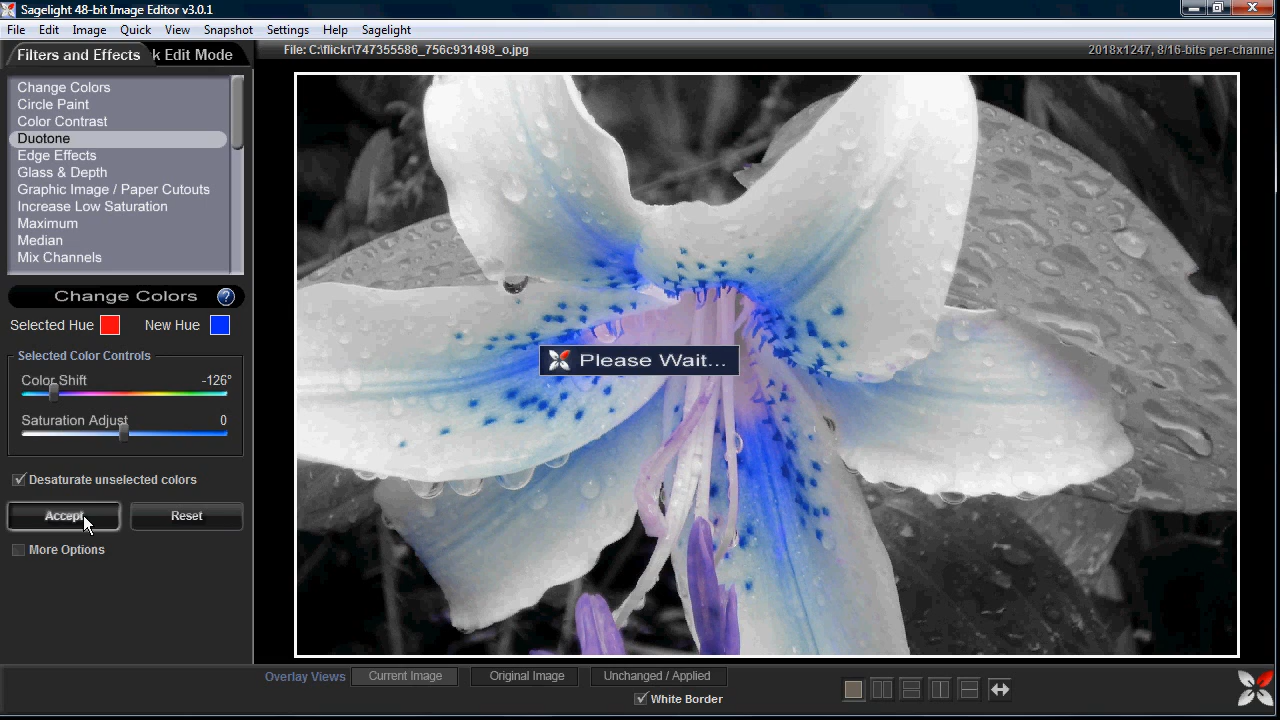 Sagelight 48-bit Image Editor v3.0.1
File Edit Image Quick View Snapshot Settings Help Sagelight
Filters and Effects k Edit Mode
File: C:\flickr\747355586_756c931498_o.jpg
2018x1247, 8/16-bits per-channe
Change Colors
Circle Paint
Color Contrast
Duotone
Edge Effects
Glass & Depth
Graphic Image / Paper Cutouts
Increase Low Saturation
Maximum
Median
Mix Channels
Change Colors ?
Selected Hue New Hue
Selected Color Controls
Color Shift -126°
Saturation Adjust 0
Desaturate unselected colors
Accept Reset
More Options
Please Wait...
Overlay Views Current Image Original Image Unchanged / Applied
White Border